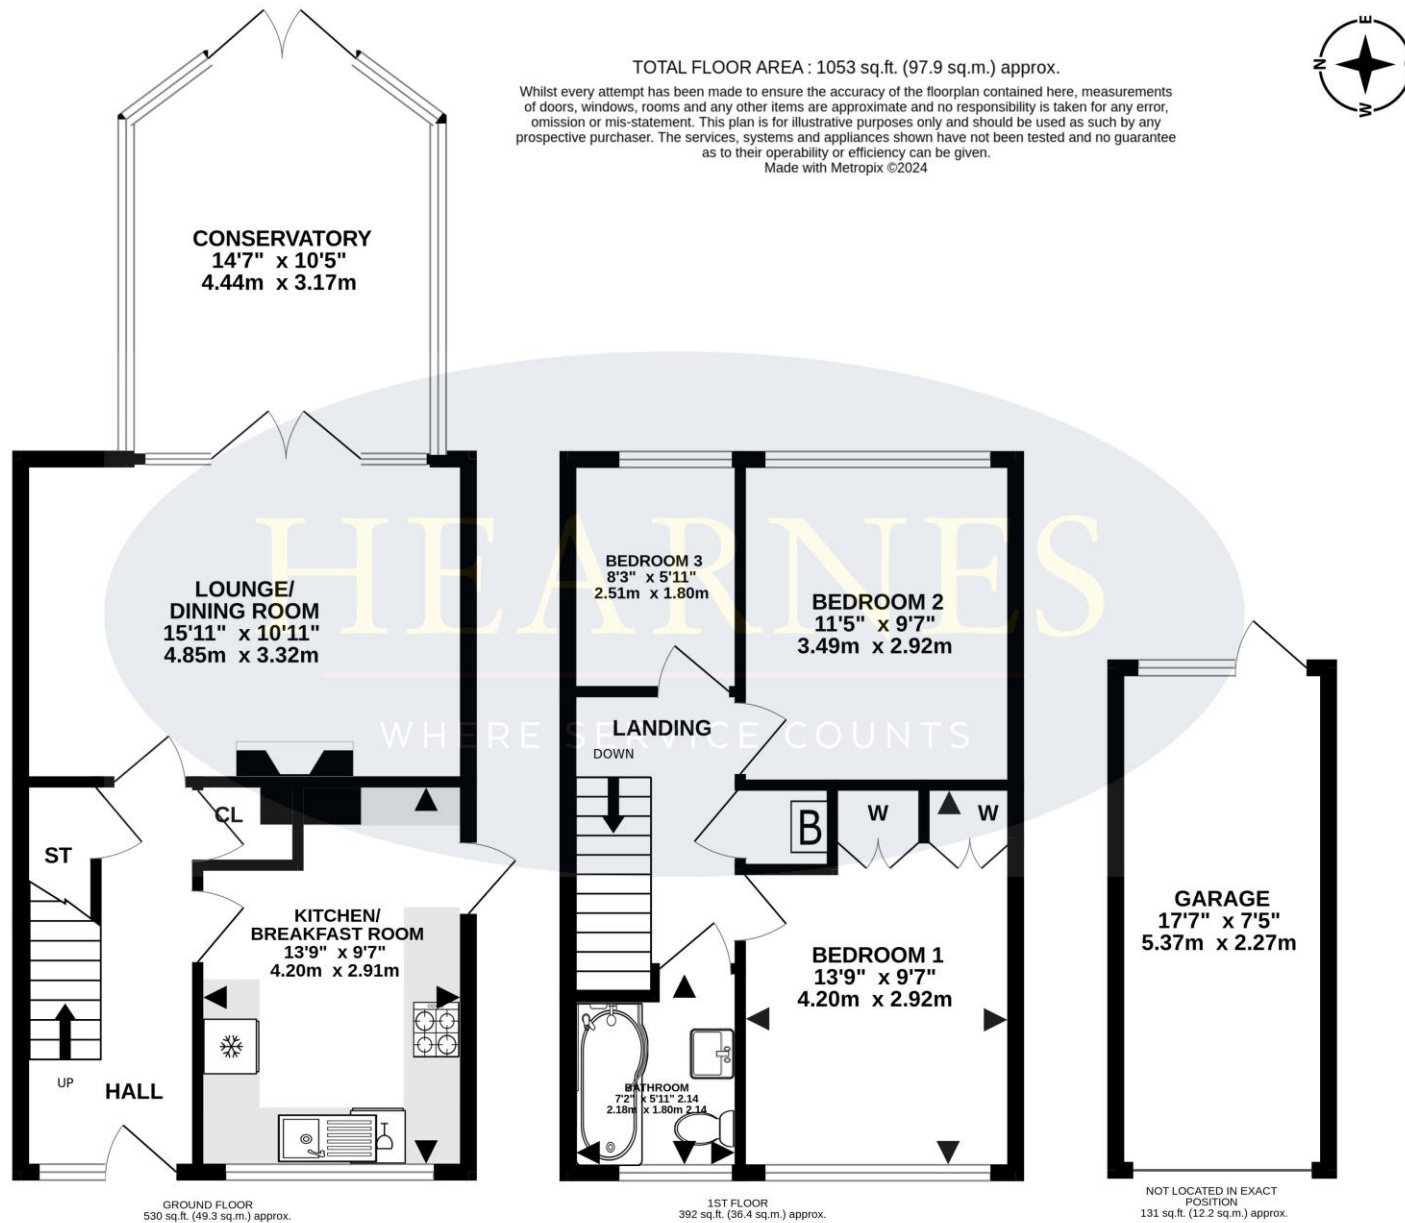 TOTAL FLOOR AREA : 1053 sq.ft. (97.9 sq.m.) approx.
Whilst every attempt has been made to ensure the accuracy of the floorplan contained here, measurements
of doors, windows, rooms and any other items are approximate and no responsibility is taken for any error,
omission or mis-statement. This plan is for illustrative purposes only and should be used as such by any
prospective purchaser. The services, systems and appliances shown have not been tested and no guarantee
as to their operability or efficiency can be given.
Made with Metropix ©2024
E
N
W
CONSERVATORY
14'7" x 10'5"
4.44m x 3.17m
HEARNES
WHERE SERVICE COUNTS
LOUNGE/
DINING ROOM
15'11" x 10'11"
4.85m x 3.32m
CL
ST
KITCHEN/
BREAKFAST ROOM
13'9" x 9'7"
4.20m x 2.91m
UP
HALL
GROUND FLOOR
530 sq.ft. (49.3 sq.m.) approx.
BEDROOM 3
8'3" x 5'11"
2.51m x 1.80m
BEDROOM 2
11'5" x 9'7"
3.49m x 2.92m
LANDING
DOWN
B
W
W
BEDROOM 1
13'9" x 9'7"
4.20m x 2.92m
BATHROOM
7'2" x 5'11" 2.14
2.18m x 1.80m 2.14
1ST FLOOR
392 sq.ft. (36.4 sq.m.) approx.
GARAGE
17'7" x 7'5"
5.37m x 2.27m
NOT LOCATED IN EXACT
POSITION
131 sq.ft. (12.2 sq.m.) approx.